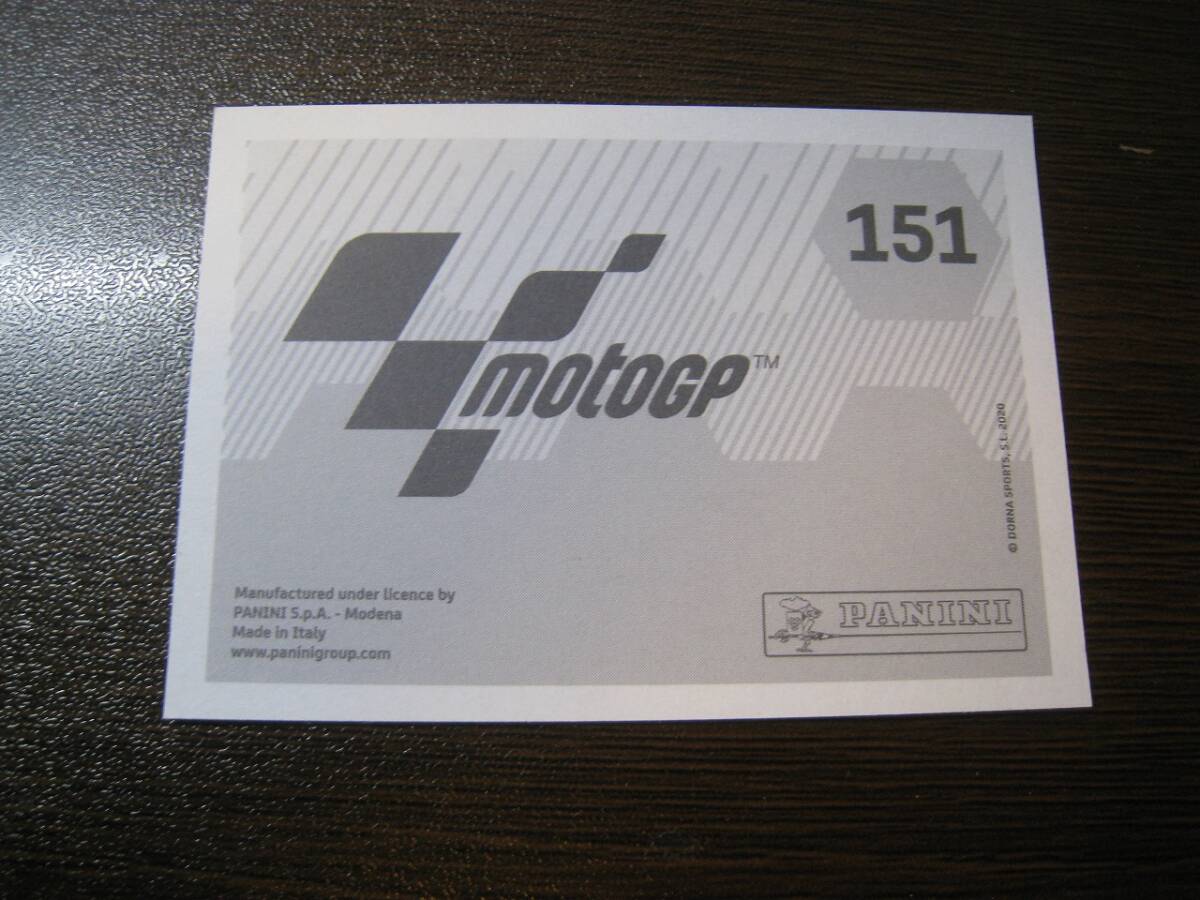 151
motoGP™
© DORNA SPORTS, S.L. 2020
Manufactured under licence by
PANINI S.p.A. - Modena
Made in Italy
www.paninigroup.com
PANINI